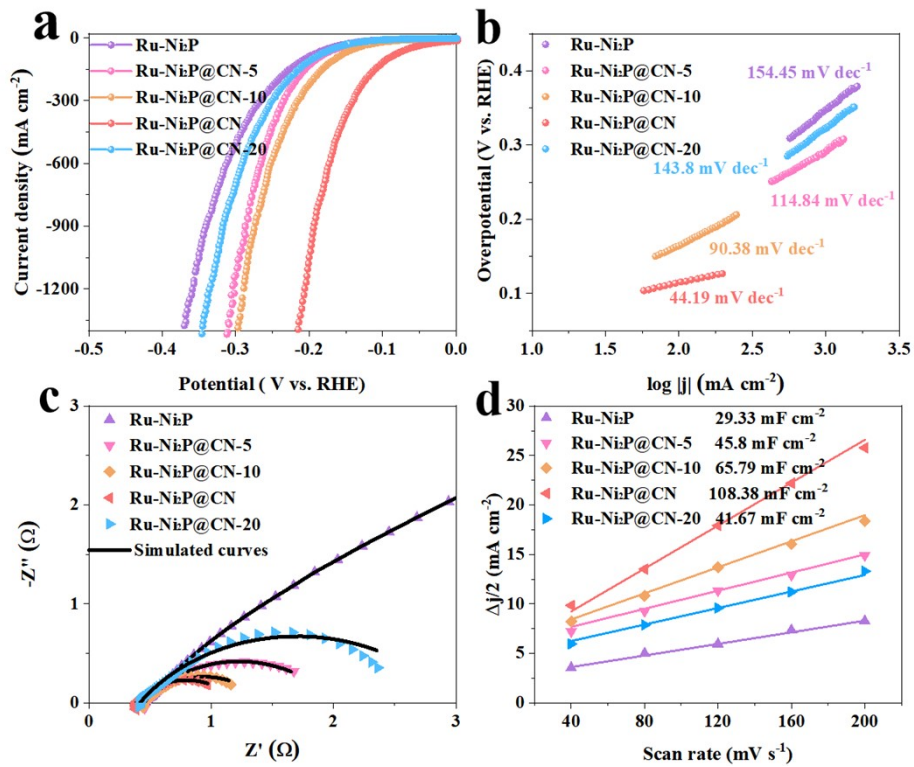 a
0
-300
-600
-900
-1200
Current density (mA cm⁻²)
Ru-Ni₂P
Ru-Ni₂P@CN-5
Ru-Ni₂P@CN-10
Ru-Ni₂P@CN
Ru-Ni₂P@CN-20
-0.5 -0.4 -0.3 -0.2 -0.1 0.0
Potential ( V vs. RHE)
b
0.4
0.3
0.2
0.1
Overpotential (V vs. RHE)
Ru-Ni₂P
Ru-Ni₂P@CN-5
Ru-Ni₂P@CN-10
Ru-Ni₂P@CN
Ru-Ni₂P@CN-20
154.45 mV dec⁻¹
143.8 mV dec⁻¹
114.84 mV dec⁻¹
90.38 mV dec⁻¹
44.19 mV dec⁻¹
1.0 1.5 2.0 2.5 3.0 3.5
log |j| (mA cm⁻²)
c
3
2
1
0
-Z'' (Ω)
Ru-Ni₂P
Ru-Ni₂P@CN-5
Ru-Ni₂P@CN-10
Ru-Ni₂P@CN
Ru-Ni₂P@CN-20
Simulated curves
0 1 2 3
Z' (Ω)
d
30
25
20
15
10
5
0
Δj/2 (mA cm⁻²)
Ru-Ni₂P 29.33 mF cm⁻²
Ru-Ni₂P@CN-5 45.8 mF cm⁻²
Ru-Ni₂P@CN-10 65.79 mF cm⁻²
Ru-Ni₂P@CN 108.38 mF cm⁻²
Ru-Ni₂P@CN-20 41.67 mF cm⁻²
40 80 120 160 200
Scan rate (mV s⁻¹)